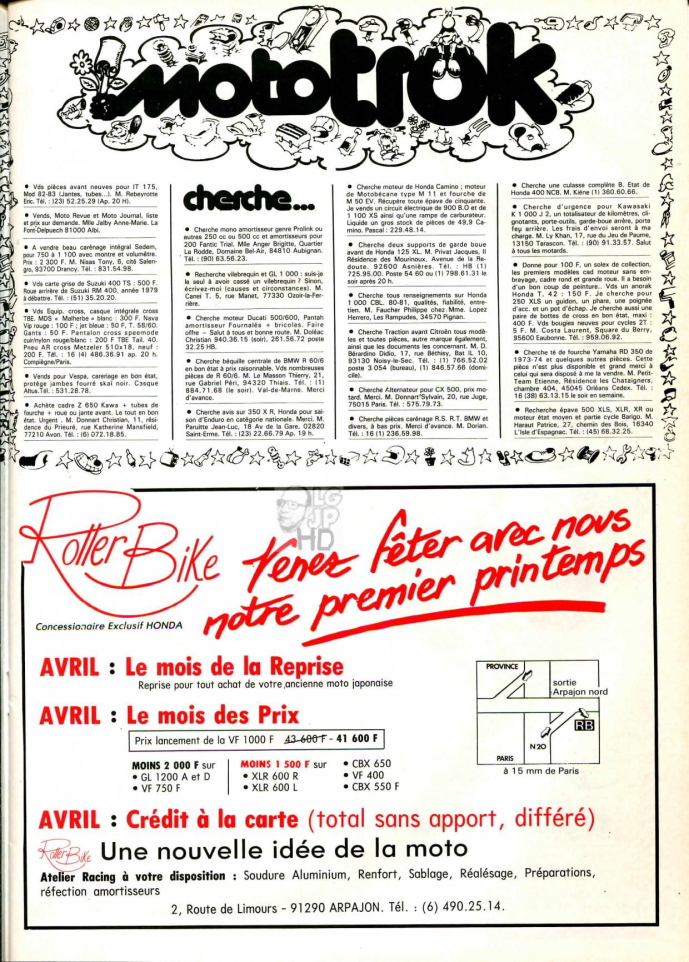 mototrok
• Vds pièces avant neuves pour IT 175,
Mod 82-83 (Jantes, tubes...). M. Rebeyrotte
Eric. Tél. : (23) 52.25.29 (Ap. 20 H).
• Vends, Moto Revue et Moto Journal, liste
et prix sur demande. Mlle Jalby Anne-Marie. La
Font-Delpuech 81000 Albi.
• A vendre beau carénage intégral Sedem,
pour 750 à 1 100 avec montre et voltmètre.
Prix : 2 300 F. M. Nisas Tony, 6, cité Salen-
gro, 93700 Drancy. Tél. : 831.54.98.
• Vds carte grise de Suzuki 400 TS : 500 F.
Roue arrière de Suzuki RM 400, année 1979
à débattre. Tél. : (51) 35.20.20.
• Vds Equip. cross, casque intégrale cross
TBE. MDS « Malherbe » blanc : 300 F. Nava
Vip rouge : 100 F ; jet bleue : 50 F, T. 58/60.
Gants : 50 F. Pantalon cross speemode
cuir/nylon rouge/blanc : 200 F TBE Tail. 40.
Pneu AR cross Metzeler 510x18, neuf :
200 F. Tél. : 16 (4) 486.36.91 ap. 20 h.
Compiégne/Paris.
• Vends pour Vespa, careriage en bon état,
protége jambes fourré skai noir. Casque
Altus. Tél. : 531.28.78.
• Achète cadre Z 650 Kawa + tubes de
fourche + roue ou jante avant. Le tout en bon
état. Urgent. M. Donnart Christian, 11, rési-
dence du Prieuré, rue Katherine Mansfield,
77210 Avon. Tél. : (6) 072.18.85.
cherche...
• Cherche mono amortisseur genre Prolink ou
autres 250 cc ou 500 cc et amortisseurs pour
200 Fantic Trial. Mlle Anger Brigitte, Quartier
La Rodde, Domaine Bel-Air, 84810 Aubignan.
Tél. : (90) 63.56.23.
• Recherche vilebrequin et GL 1 000 : suis-je
le seul à avoir cassé un vilebrequin ? Sinon,
écrivez-moi (causes et circonstances). M.
Canei T. 5, rue Manet, 77330 Ozoir-la-Fer-
rière.
• Cherche moteur Ducati 500/600, Pantah
amortisseur Fournalés + bricoles. Faire
offre – Salut à toutes et bonne route. M. Doléac
Christian 940.36.15 (soir), 261.56.72 poste
32.25 HB.
• Cherche béquille centrale de BMW R 60/6
en bon état à prix raisonnable. Vds nombreuses
pièces de R 60/6. M. Le Masson Thierry, 21,
rue Gabriel Péri, 94320 Thiais. Tél. : (1)
884.71.68 (le soir). Val-de-Marne. Merci
d'avance.
• Cherche avis sur 350 X R, Honda pour sai-
son d'Enduro en catégorie nationale. Merci. M.
Paruitte Jean-Luc, 18 Av de la Gare, 02820
Saint-Erme. Tél. : (23) 22.66.79 Ap. 19 h.
• Cherche moteur de Honda Camino ; moteur
de Motobécane type M 11 et fourche de
M 50 EV. Récupère toute épave de cinquante.
Je vends un circuit électrique de 900 B.O et de
1 100 XS ainsi qu'une rampe de carburateur.
Liquide un gros stock de pièces de 49,9 Ca-
mino. Pascal : 229.48.14.
• Cherche deux supports de garde boue
avant de Honda 125 XL. M. Privat Jacques, II
Résidence des Mourinoux, Avenue de la Re-
doute. 92600 Asnières. Tél. : HB (1)
725.95.00. Poste 54 60 ou (1) 798.61.31 le
soir après 20 h.
• Cherche tous renseignements sur Honda
1 000 CBL. 80-81, qualités, fiabilité, entre-
tien. M. Faucher Philippe chez Mme. Lopez
Herrero, Les Rampudes, 34570 Pignan.
• Cherche Traction avant Citroën tous modè-
les et toutes pièces, autre marque également,
ainsi que documents les concernant. M. D.
Bérardino Didio, 17, rue Béthisy, Bat IL 10,
93130 Noisy-le-Sec. Tél. : (1) 766.52.02
poste 3 054 (bureau), (1) 846.57.66 (domi-
cile).
• Cherche Alternateur pour CX 500, prix mo-
tard. Merci. M. Donnart'Sylvain, 20, rue Juge,
75015 Paris. Tél. : 575.79.73.
• Cherche pièces carénage R.S. R.T. BMW et
divers, à bas prix. Merci d'avance. M. Dorian.
Tél. : 16 (1) 236.59.98.
• Cherche une culasse complète B. Etat de
Honda 400 NCB. M. Kiéne (1) 360.60.66.
• Cherche d'urgence pour Kawasaki
K 1 000 J 2, un totalisateur de kilomètres, cli-
gnotants, porte-outils, garde-boue arrère, porta
feu arrière. Les frais d'envoi seront à ma
charge. M. Ly Khan, 17, rue du Jeu de Paume,
13150 Tarascon. Tél. : (90) 91.33.57. Salut
à tous les motards.
• Donne pour 100 F, un solex de collection,
les premiers modèles cad moteur sans em-
brayage, cadre rond et grande roue. Il a besoin
d'un bon coup de peinture.. Vds un anorak
Honda T. 42 : 150 F. Je cherche pour
250 XLS un guidon, un phare, une poignée
d'acc. et un pot d'échap. Je cherche aussi une
paire de bottes de cross en bon état, maxi :
400 F. Vds bougies neuves pour cycles 2T :
5 F. M. Costa Laurent, Square du Berry,
95600 Eaubonne. Tél. : 959.06.92.
• Cherche té de fourche Yamaha RD 350 de
1973-74 et quelques autres pièces. Cette
pièce n'est plus disponible et grand merci à
celui qui sera disposé à me la vendre. M. Petit-
Team Etienne, Résidence les Chataigners,
chambre 404, 45045 Orléans Cedex. Tél. :
16 (38) 63.13.15 le soir en semaine.
• Recherche épave 500 XLS, XLR, XR ou
moteur état moyen et partie cycle Barigo. M.
Haraut Patrice, 27, chemin des Bois, 16340
L'Isle d'Espagnac. Tél. : (45) 68.32.25.
LG
JP
HD
Rotter Bike
Concessionnaire Exclusif HONDA
Venez fêter avec nous
notre premier printemps
AVRIL : Le mois de la Reprise
Reprise pour tout achat de votre ancienne moto japonaise
AVRIL : Le mois des Prix
Prix lancement de la VF 1000 F 43 600 F - 41 600 F
MOINS 2 000 F sur
• GL 1200 A et D
• VF 750 F
MOINS 1 500 F sur
• XLR 600 R
• XLR 600 L
• CBX 650
• VF 400
• CBX 550 F
PROVINCE
sortie
Arpajon nord
RB
N20
PARIS
à 15 mm de Paris
AVRIL : Crédit à la carte (total sans apport, différé)
Rotter Bike Une nouvelle idée de la moto
Atelier Racing à votre disposition : Soudure Aluminium, Renfort, Sablage, Réalésage, Préparations,
réfection amortisseurs
2, Route de Limours - 91290 ARPAJON. Tél. : (6) 490.25.14.